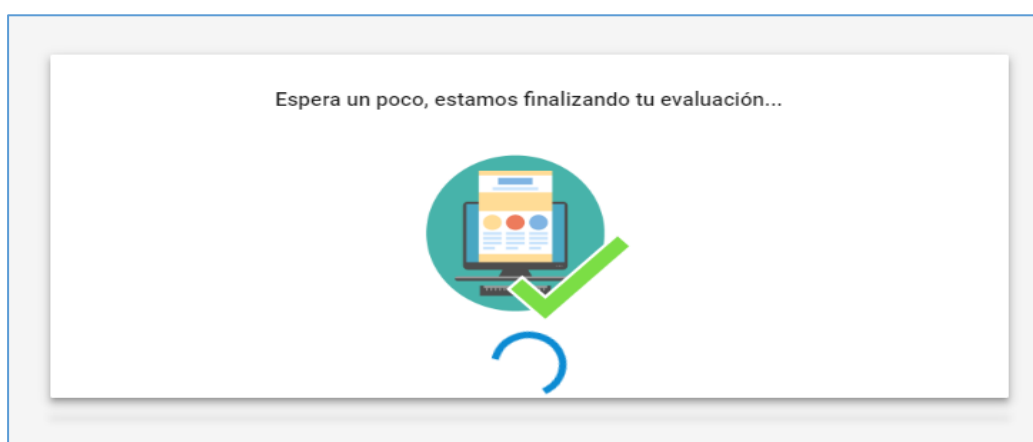 Espera un poco, estamos finalizando tu evaluación...